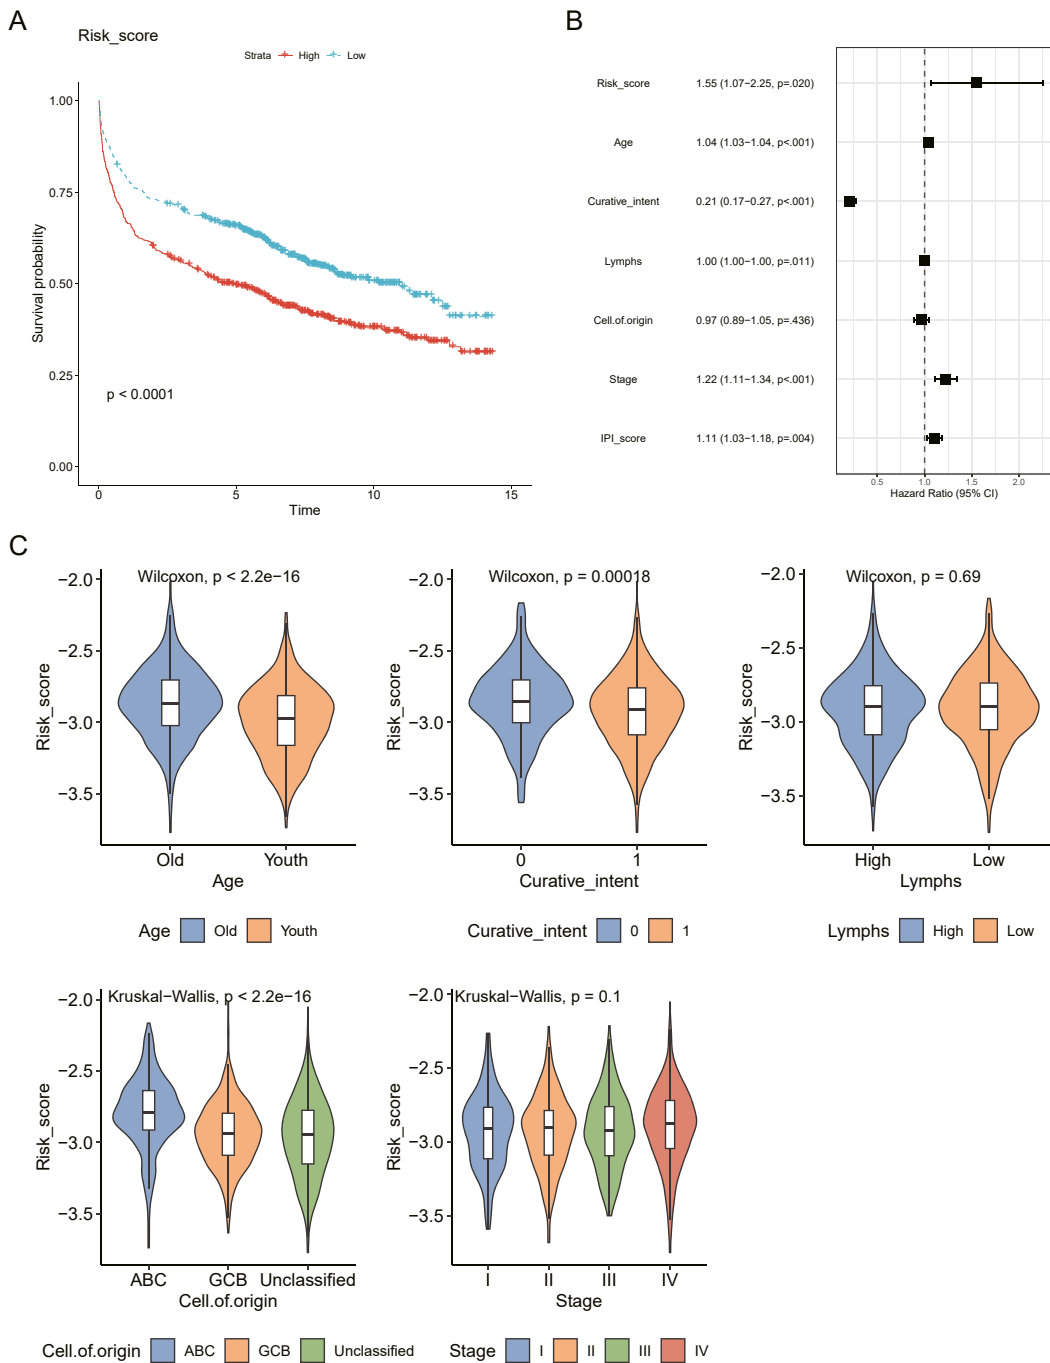 A
Risk_score
Strata High Low
Survival probability
1.00
0.75
0.50
0.25
0.00
p < 0.0001
0 5 10 15
Time
B
Risk_score 1.55 (1.07−2.25, p=.020)
Age 1.04 (1.03−1.04, p<.001)
Curative_intent 0.21 (0.17−0.27, p<.001)
Lymphs 1.00 (1.00−1.00, p=.011)
Cell.of.origin 0.97 (0.89−1.05, p=.436)
Stage 1.22 (1.11−1.34, p<.001)
IPI_score 1.11 (1.03−1.18, p=.004)
0.5 1.0 1.5 2.0
Hazard Ratio (95% CI)
C
Wilcoxon, p < 2.2e−16
Risk_score
−2.0
−2.5
−3.0
−3.5
Old Youth
Age
Age Old Youth
Wilcoxon, p = 0.00018
Risk_score
−2.0
−2.5
−3.0
−3.5
0 1
Curative_intent
Curative_intent 0 1
Wilcoxon, p = 0.69
Risk_score
−2.0
−2.5
−3.0
−3.5
High Low
Lymphs
Lymphs High Low
Kruskal−Wallis, p < 2.2e−16
Risk_score
−2.0
−2.5
−3.0
−3.5
ABC GCB Unclassified
Cell.of.origin
Cell.of.origin ABC GCB Unclassified
Kruskal−Wallis, p = 0.1
Risk_score
−2.0
−2.5
−3.0
−3.5
I II III IV
Stage
Stage I II III IV